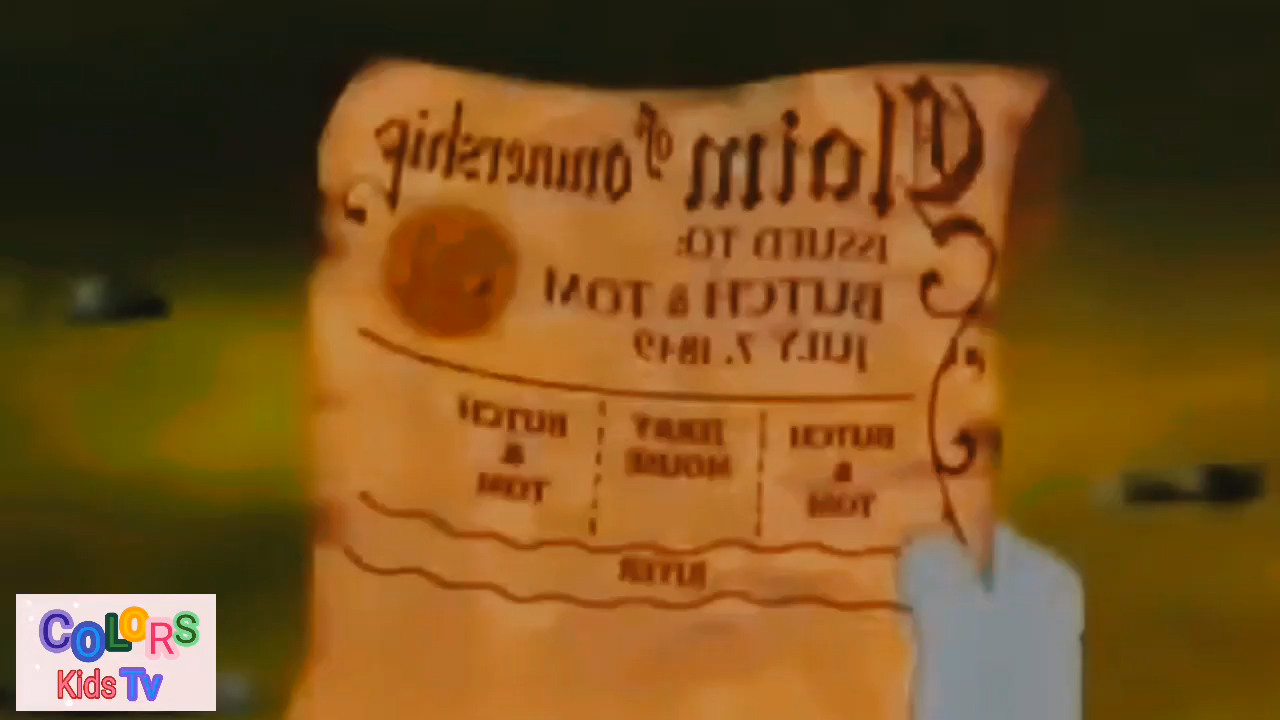 Claim of ownership
ISSUED TO:
BUTCH & TOM
JULY 7, 1849
BUTCH
&
TOM
JERRY
MOUSE
BUTCH
&
TOM
RIVER
COLORS
Kids Tv